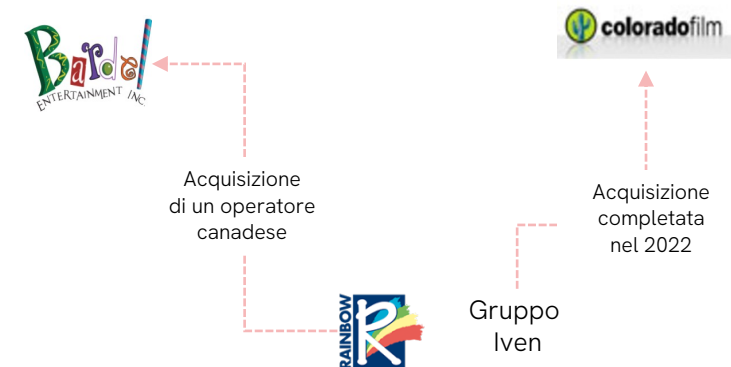 Bardel
ENTERTAINMENT INC.
coloradofilm
Acquisizione
di un operatore
canadese
Acquisizione
completata
nel 2022
RAINBOW
R
Gruppo
Iven